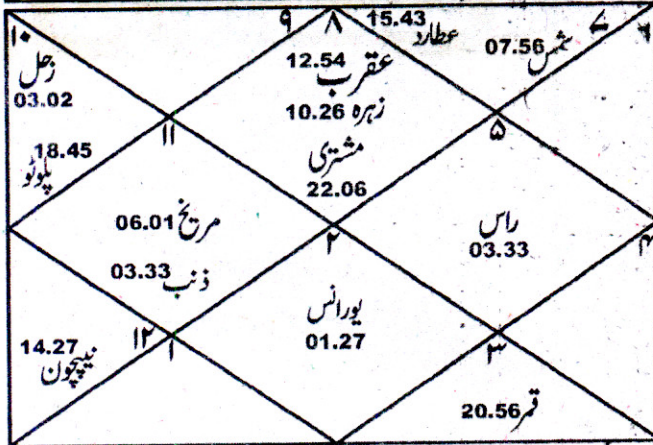 ۱۰
۹
۸
15.43
عطارد
۷
۶
07.56
شمس
زحل
03.02
12.54
عقرب
زہرہ 10.26
مشتری
22.06
۱۱
۵
18.45
پلوٹو
مریخ 06.01
ذنب 03.33
راس
03.33
۲
۴
یورانس
01.27
14.27
نیپچون
۱۲
۱
۳
قمر 20.56